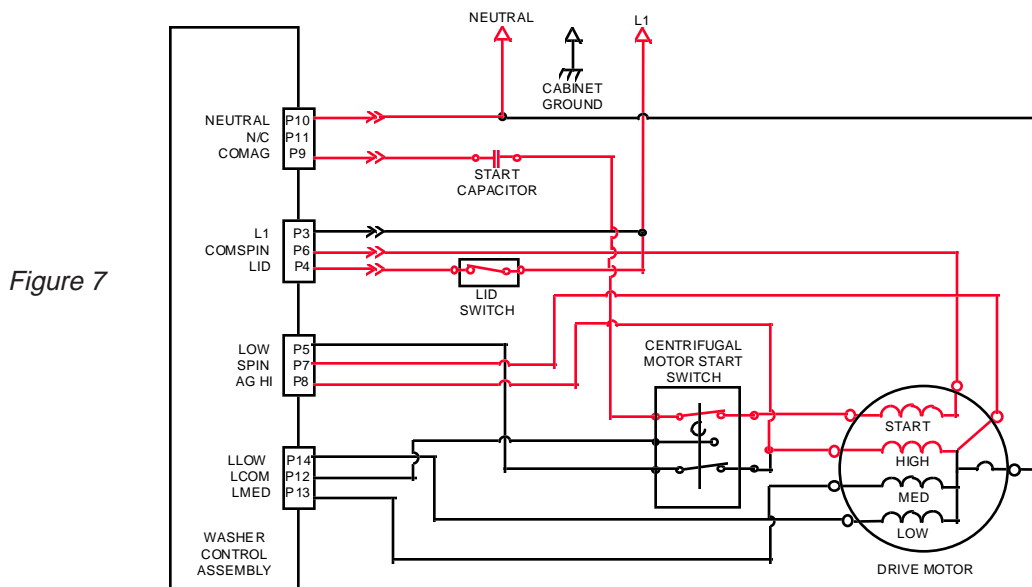 NEUTRAL
L1
CABINET
GROUND
NEUTRAL
P10
N/C
P11
COMAG
P9
START
CAPACITOR
L1
P3
COMSPIN
P6
LID
P4
LID
SWITCH
Figure 7
LOW
P5
SPIN
P7
AG HI
P8
CENTRIFUGAL
MOTOR START
SWITCH
START
HIGH
MED
LOW
LLOW
P14
LCOM
P12
LMED
P13
WASHER
CONTROL
ASSEMBLY
DRIVE MOTOR